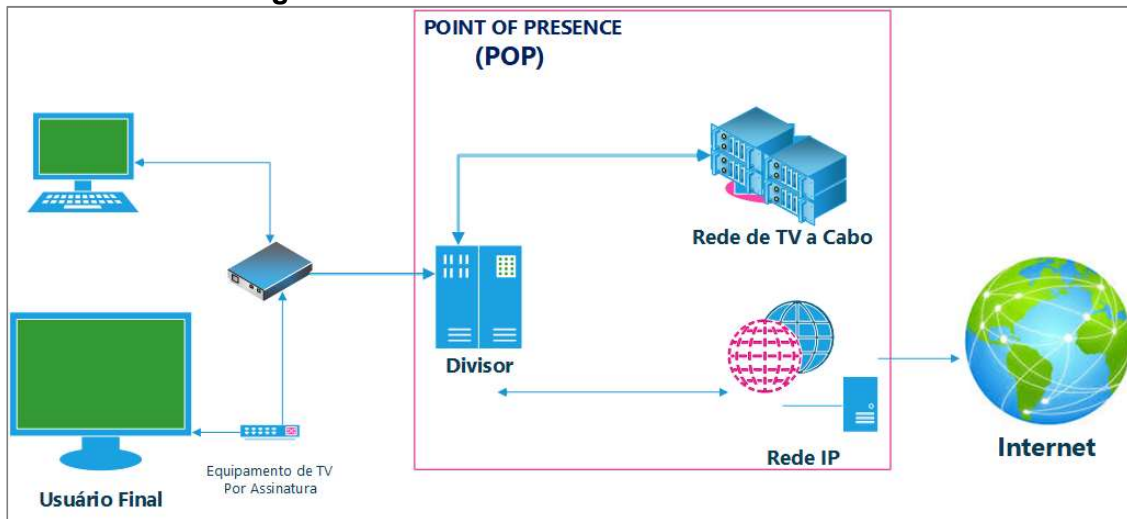 POINT OF PRESENCE
(POP)
Rede de TV a Cabo
Divisor
Equipamento de TV
Por Assinatura
Usuário Final
Rede IP
Internet